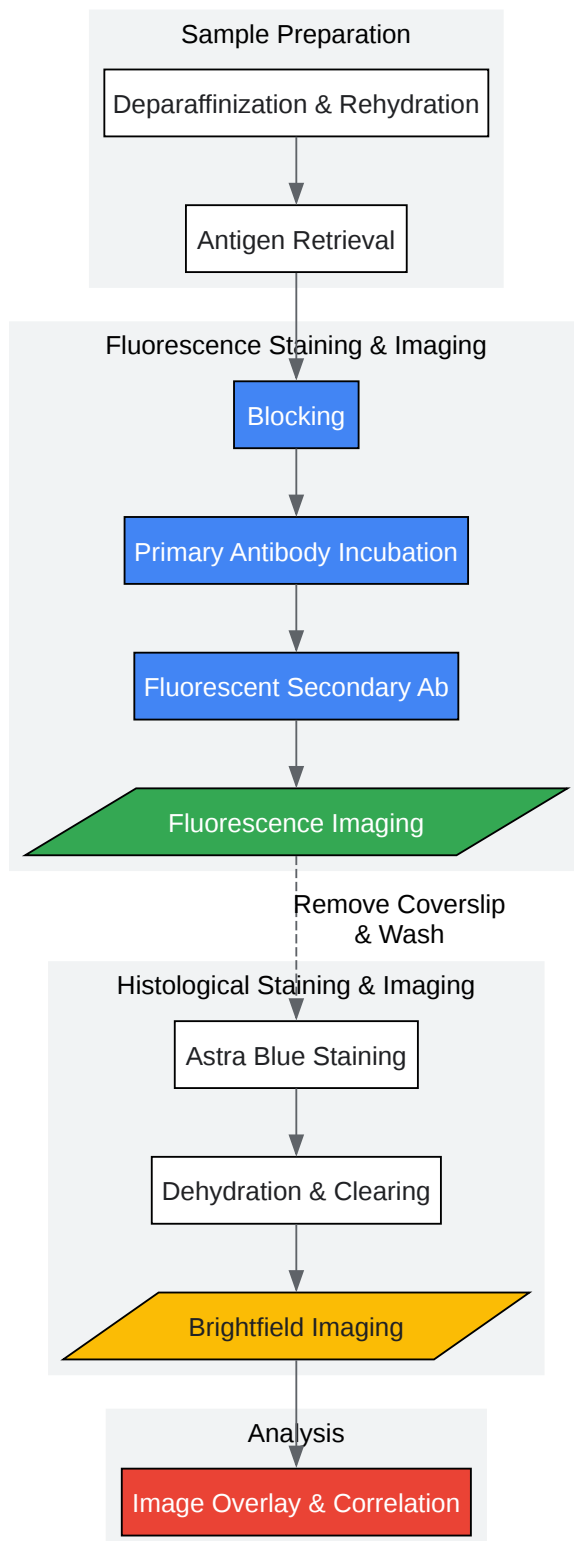 Sample Preparation
Deparaffinization & Rehydration
Antigen Retrieval
Fluorescence Staining & Imaging
Blocking
Primary Antibody Incubation
Fluorescent Secondary Ab
Fluorescence Imaging
Remove Coverslip
& Wash
Histological Staining & Imaging
Astra Blue Staining
Dehydration & Clearing
Brightfield Imaging
Analysis
Image Overlay & Correlation